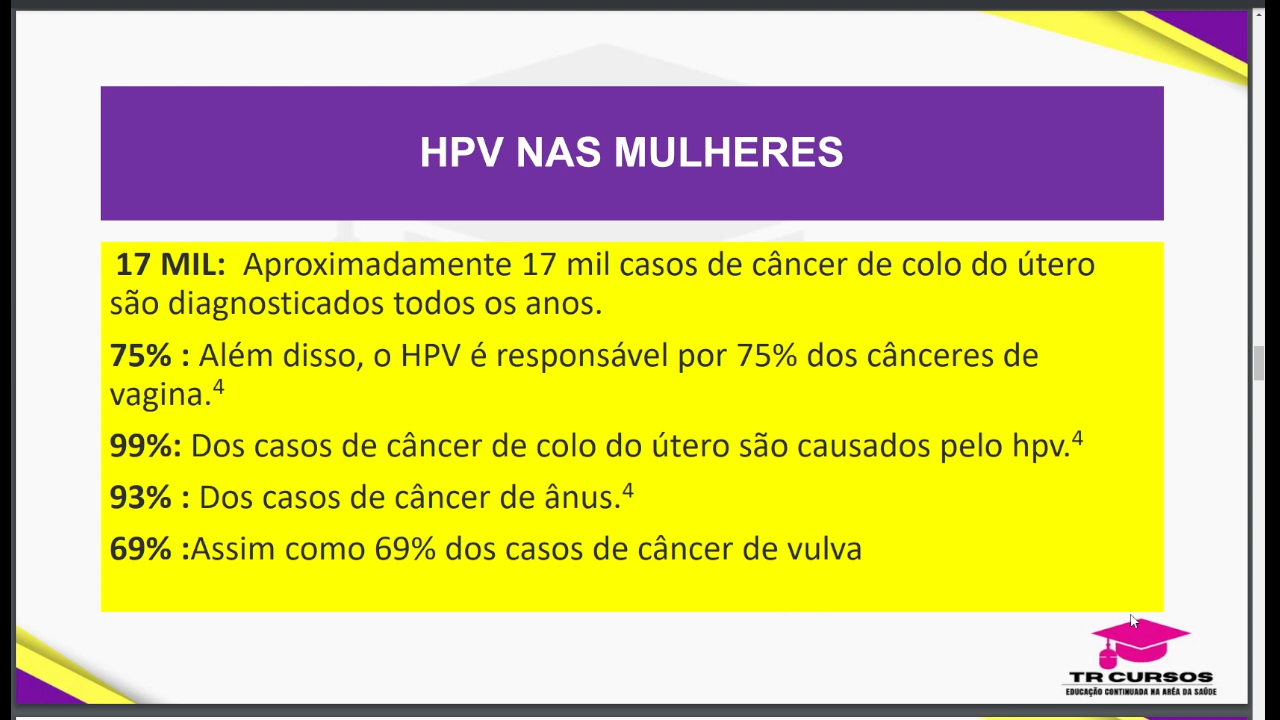 HPV NAS MULHERES
17 MIL:  Aproximadamente 17 mil casos de câncer de colo do útero
são diagnosticados todos os anos.
75% : Além disso, o HPV é responsável por 75% dos cânceres de
vagina.⁴
99%: Dos casos de câncer de colo do útero são causados pelo hpv.⁴
93% : Dos casos de câncer de ânus.⁴
69% :Assim como 69% dos casos de câncer de vulva
TR CURSOS
EDUCAÇÃO CONTINUADA NA ARÉA DA SAÚDE